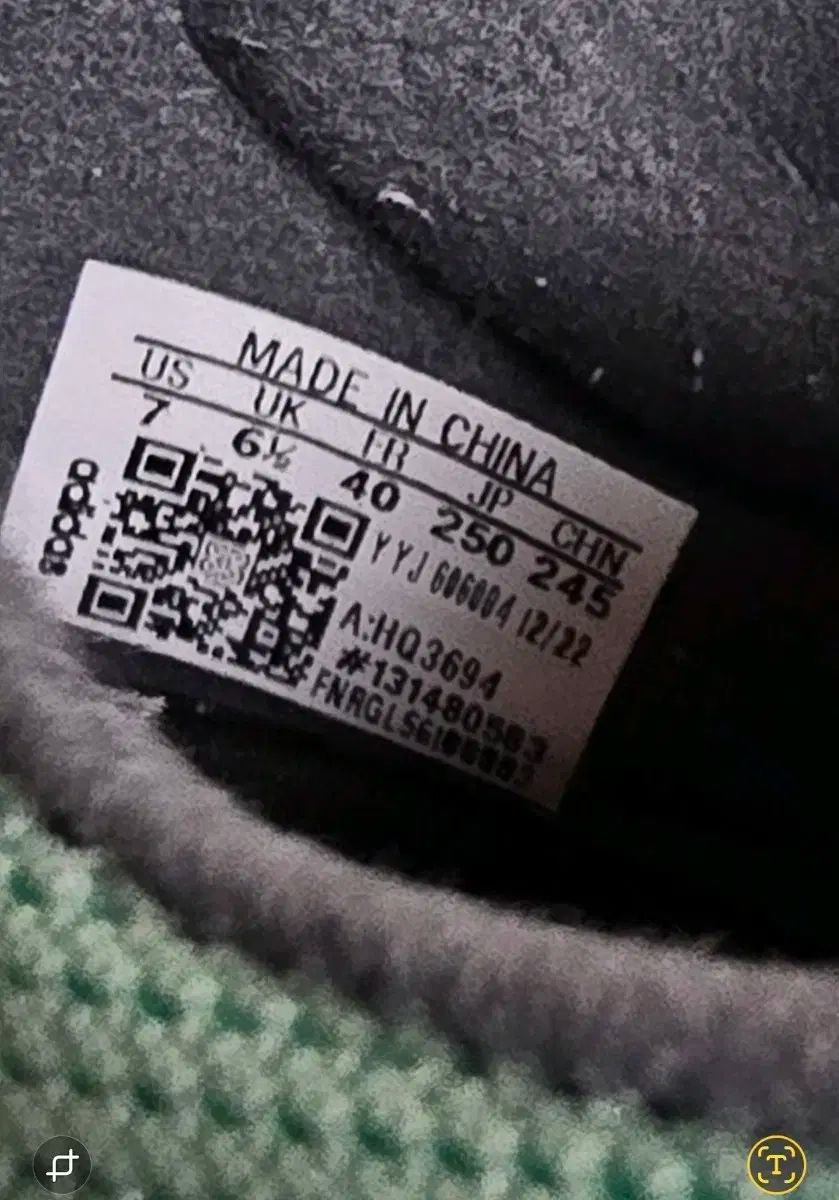 MADE IN CHINA
US UK FR JP CHN
7 6½ 40 250 245
adidas
YYJ 606004 12/22
A:HQ3694
#131480583